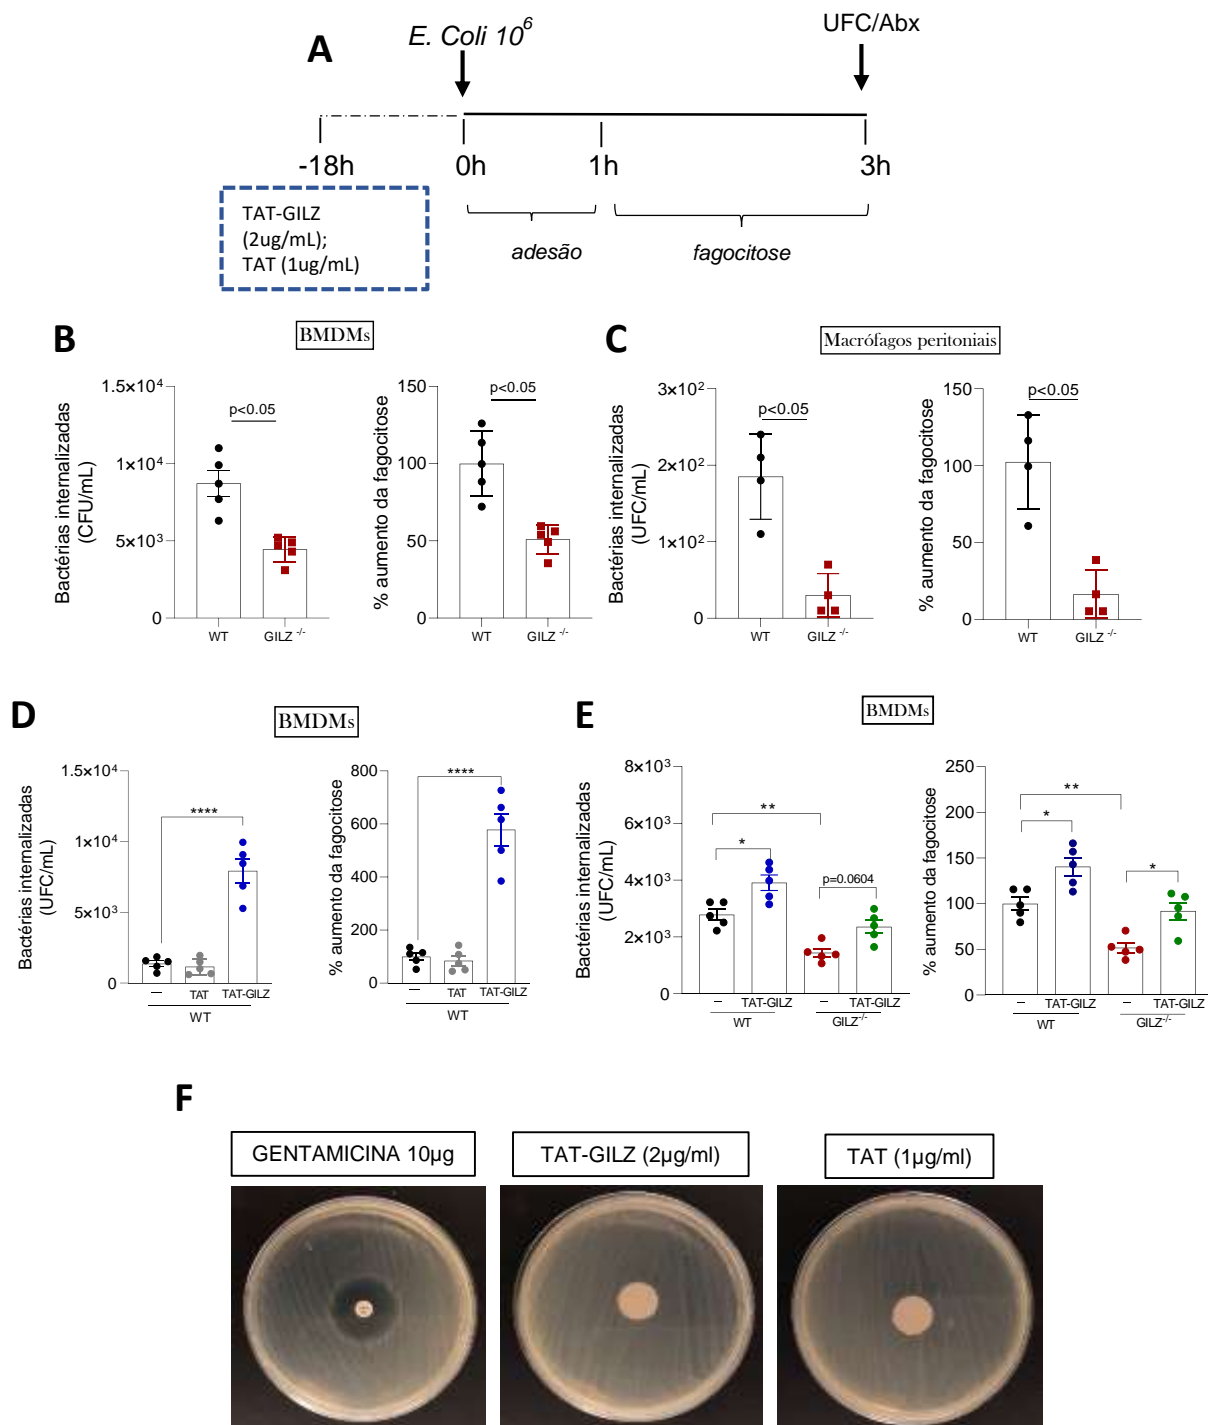 A
E. Coli 10⁶
UFC/Abx
-18h
0h
1h
3h
TAT-GILZ
(2ug/mL);
TAT (1ug/mL)
adesão
fagocitose
B
BMDMs
Bactérias internalizadas
(CFU/mL)
1.5×10⁴
1×10⁴
5×10³
0
p<0.05
WT
GILZ -/-
% aumento da fagocitose
150
100
50
0
p<0.05
WT
GILZ -/-
C
Macrófagos peritoniais
Bactérias internalizadas
(UFC/mL)
3×10²
2×10²
1×10²
0
p<0.05
WT
GILZ -/-
% aumento da fagocitose
150
100
50
0
p<0.05
WT
GILZ -/-
D
BMDMs
Bactérias internalizadas
(UFC/mL)
1.5×10⁴
1×10⁴
5×10³
0
****
– TAT TAT-GILZ
WT
% aumento da fagocitose
800
600
400
200
0
****
– TAT TAT-GILZ
WT
E
BMDMs
Bactérias internalizadas
(UFC/mL)
8×10³
6×10³
4×10³
2×10³
0
**
*
p=0.0604
– TAT-GILZ – TAT-GILZ
WT GILZ-/-
% aumento da fagocitose
250
200
150
100
50
0
**
*
*
– TAT-GILZ – TAT-GILZ
WT GILZ-/-
F
GENTAMICINA 10µg
TAT-GILZ (2µg/ml)
TAT (1µg/ml)